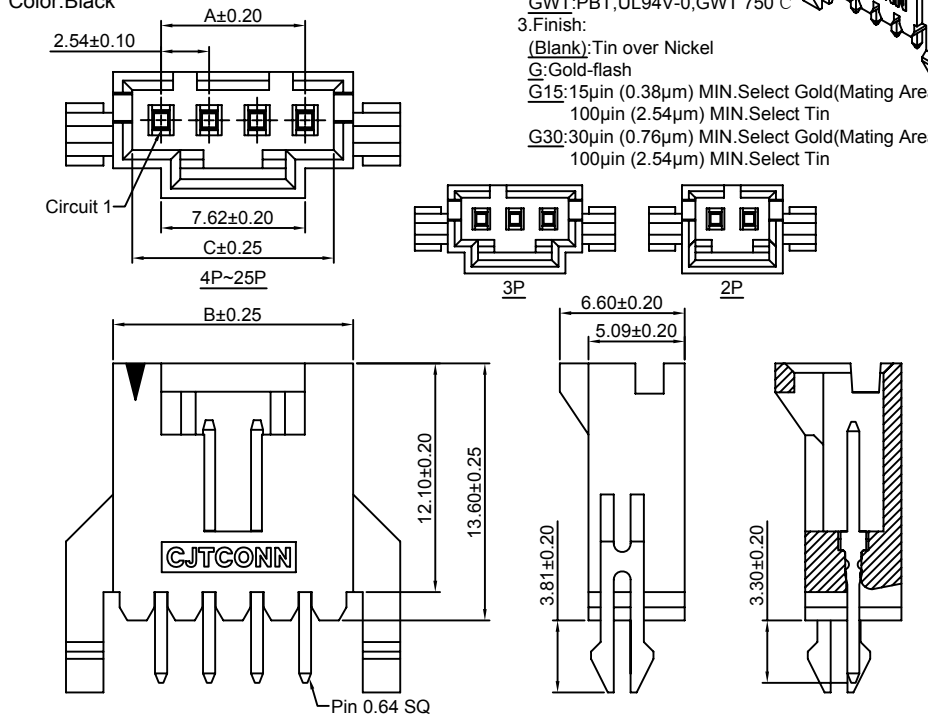 Color:Black
GWT:PBT,UL94V-0,GWT 750℃
3.Finish:
(Blank):Tin over Nickel
G:Gold-flash
G15:15μin (0.38μm) MIN.Select Gold(Mating Are
100μin (2.54μm) MIN.Select Tin
G30:30μin (0.76μm) MIN.Select Gold(Mating Are
100μin (2.54μm) MIN.Select Tin
A±0.20
2.54±0.10
Circuit 1
7.62±0.20
C±0.25
4P~25P
3P
2P
B±0.25
6.60±0.20
5.09±0.20
12.10±0.20
13.60±0.25
3.81±0.20
3.30±0.20
CJTCONN
Pin 0.64 SQ